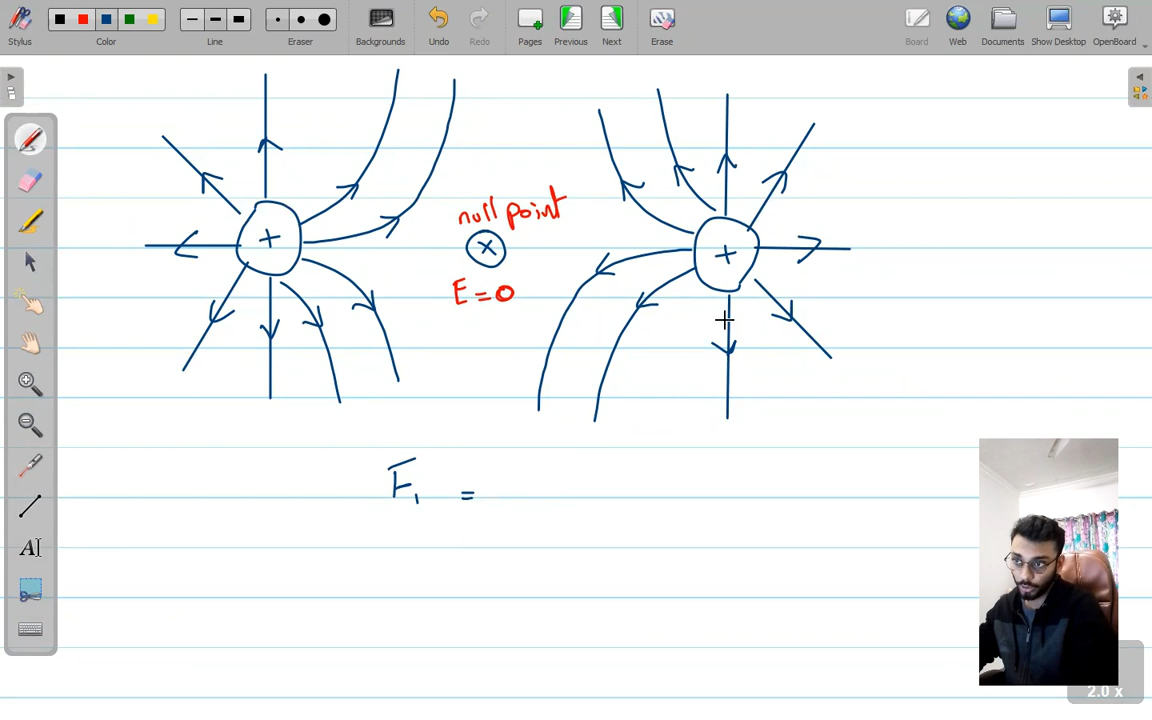 Stylus
Color
Line
Eraser
Backgrounds
Undo
Redo
Pages
Previous
Next
Erase
Board
Web
Documents
Show Desktop
OpenBoard
+
null point
×
E = 0
+
F₁ =
AI
2.0 x